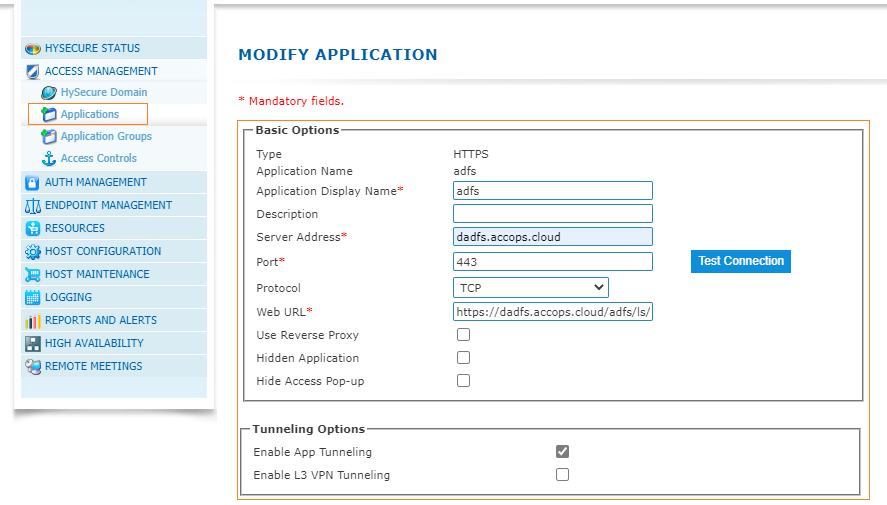 HYSECURE STATUS
ACCESS MANAGEMENT
HySecure Domain
Applications
Application Groups
Access Controls
AUTH MANAGEMENT
ENDPOINT MANAGEMENT
RESOURCES
HOST CONFIGURATION
HOST MAINTENANCE
LOGGING
REPORTS AND ALERTS
HIGH AVAILABILITY
REMOTE MEETINGS
MODIFY APPLICATION
* Mandatory fields.
Basic Options
Type HTTPS
Application Name adfs
Application Display Name* adfs
Description
Server Address* dadfs.accops.cloud
Port* 443 Test Connection
Protocol TCP
Web URL* https://dadfs.accops.cloud/adfs/ls/
Use Reverse Proxy
Hidden Application
Hide Access Pop-up
Tunneling Options
Enable App Tunneling
Enable L3 VPN Tunneling